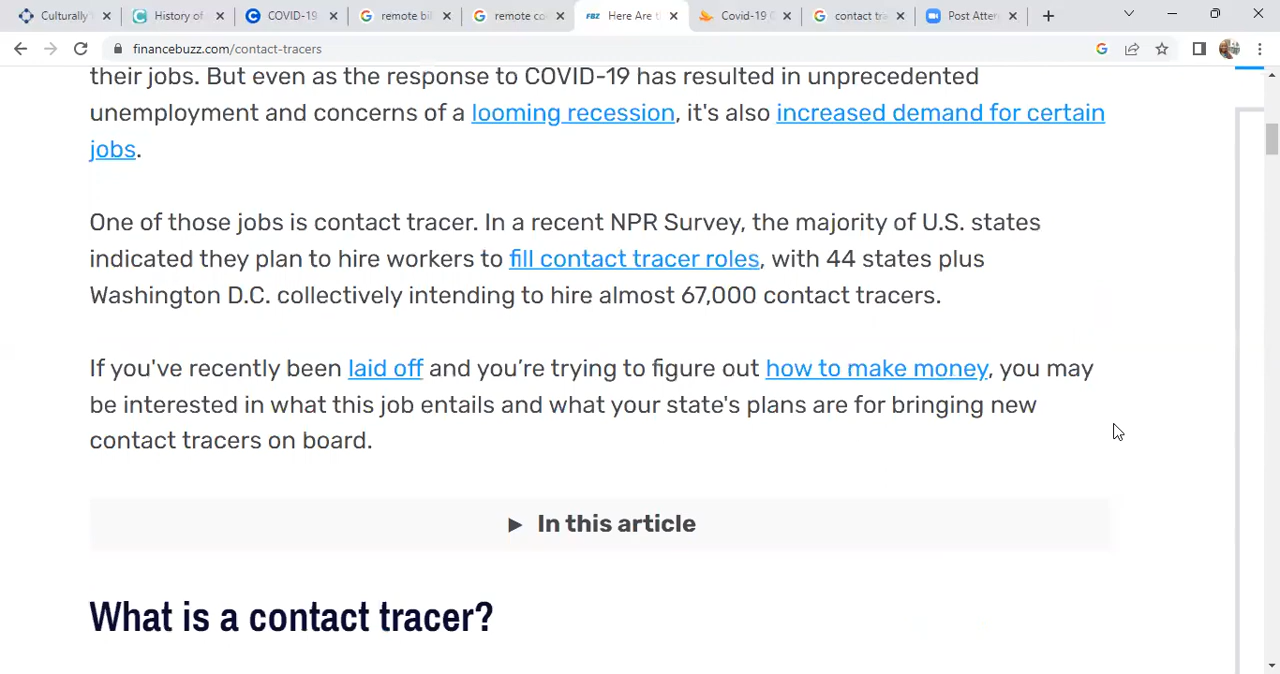 Culturally
History of
COVID-19
remote bil
remote co
FBZ Here Are t
Covid-19 C
contact tra
Post Atten
financebuzz.com/contact-tracers
their jobs. But even as the response to COVID-19 has resulted in unprecedented
unemployment and concerns of a looming recession, it's also increased demand for certain
jobs.
One of those jobs is contact tracer. In a recent NPR Survey, the majority of U.S. states
indicated they plan to hire workers to fill contact tracer roles, with 44 states plus
Washington D.C. collectively intending to hire almost 67,000 contact tracers.
If you've recently been laid off and you’re trying to figure out how to make money, you may
be interested in what this job entails and what your state's plans are for bringing new
contact tracers on board.
In this article
What is a contact tracer?